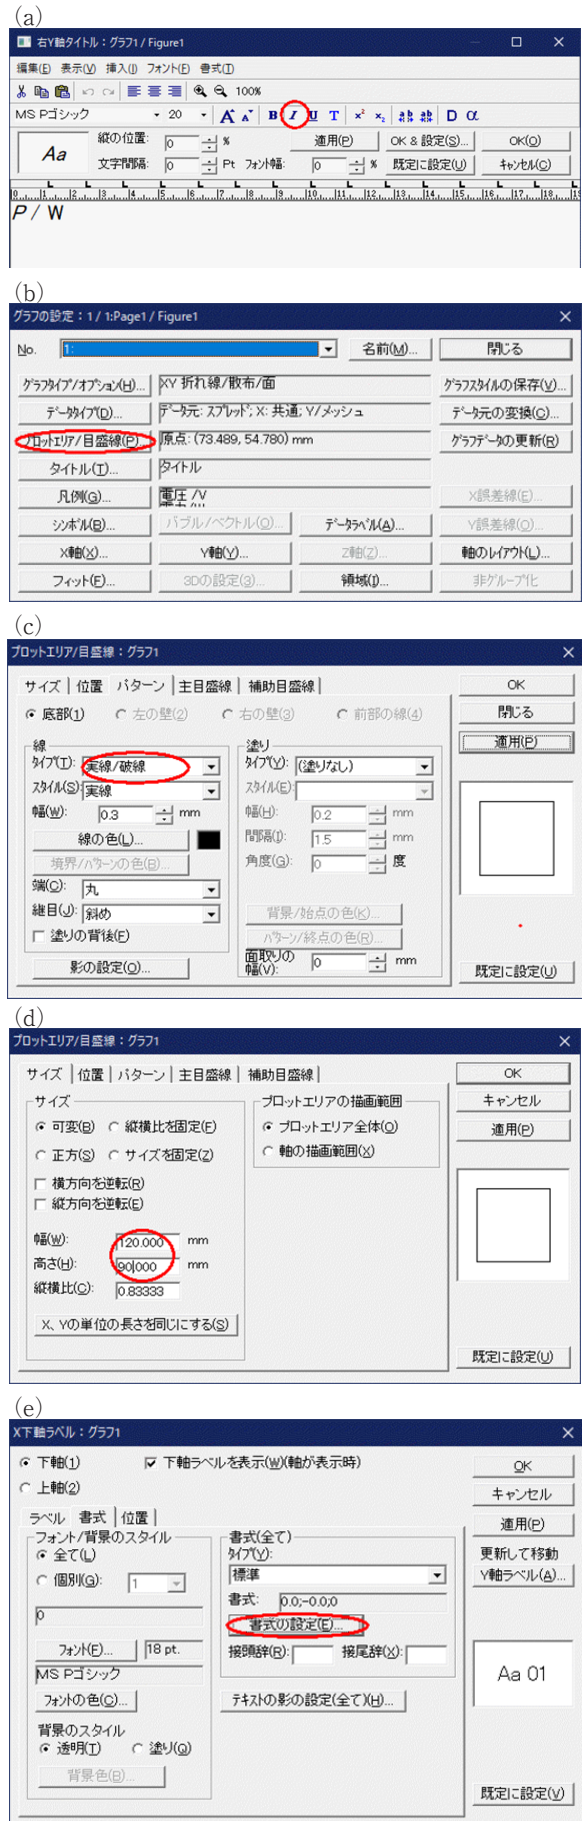 (a)
右Y軸タイトル : グラフ1 / Figure1
編集(E) 表示(V) 挿入(I) フォント(F) 書式(T)
100%
MS Pゴシック 20 B I U T x² x₂ D α
Aa 縦の位置: 0 % 適用(P) OK & 設定(S)... OK(O)
文字間隔: 0 Pt フォント幅: 0 % 既定に設定(U) キャンセル(C)
0 1 2 3 4 5 6 7 8 9 10 11 12 13 14 15 16 17 18 19
P / W
(b)
グラフの設定 : 1 / 1:Page1 / Figure1
No. 1: 名前(M)... 閉じる
グラフタイプ/オプション(H)... XY 折れ線/散布/面 グラフスタイルの保存(V)...
データタイプ(D)... データ元: スプレッド; X: 共通; Y/メッシュ データ元の変換(C)...
プロットエリア/目盛線(P)... 原点: (73.489, 54.780) mm グラフデータの更新(R)
タイトル(T)... タイトル
凡例(G)... 電圧 /V X誤差線(E)...
シンボル(B)... バブル/ベクトル(O)... データラベル(A)... Y誤差線(O)...
X軸(X)... Y軸(Y)... Z軸(Z)... 軸のレイアウト(L)...
フィット(F)... 3Dの設定(3)... 領域(I)... 非グループ化
(c)
プロットエリア/目盛線 : グラフ1
サイズ 位置 パターン 主目盛線 補助目盛線 OK
底部(1) 左の壁(2) 右の壁(3) 前部の線(4) 閉じる
線 塗り 適用(P)
タイプ(T): 実線/破線 タイプ(Y): (塗りなし)
スタイル(S): 実線 スタイル(E):
幅(W): 0.3 mm 幅(H): 0.2 mm
線の色(L)... 間隔(I): 1.5 mm
境界/パターンの色(B)... 角度(G): 0 度
端(C): 丸
継目(J): 斜め 背景/始点の色(K)...
塗りの背後(F) パターン/終点の色(R)...
影の設定(O)... 面取りの幅(V): 0 mm 既定に設定(U)
(d)
プロットエリア/目盛線 : グラフ1
サイズ 位置 パターン 主目盛線 補助目盛線 OK
サイズ プロットエリアの描画範囲 キャンセル
可変(B) 縦横比を固定(F) プロットエリア全体(O) 適用(P)
正方(S) サイズを固定(Z) 軸の描画範囲(X)
横方向を逆転(R)
縦方向を逆転(E)
幅(W): 120.000 mm
高さ(H): 90.000 mm
縦横比(C): 0.83333
X、Yの単位の長さを同じにする(S)
既定に設定(U)
(e)
X下軸ラベル : グラフ1
下軸(1) 下軸ラベルを表示(W)(軸が表示時) OK
上軸(2) キャンセル
ラベル 書式 位置 適用(P)
フォント/背景のスタイル 書式(全て) 更新して移動
全て(L) タイプ(Y): Y軸ラベル(A)...
個別(G): 1 標準
書式: 0.0;-0.0;0
0 書式の設定(E)...
フォント(F)... 18 pt. 接頭辞(R): 接尾辞(X):
MS Pゴシック Aa 01
フォントの色(C)... テキストの影の設定(全て)(H)...
背景のスタイル
透明(T) 塗り(Q)
背景色(B)...
既定に設定(V)